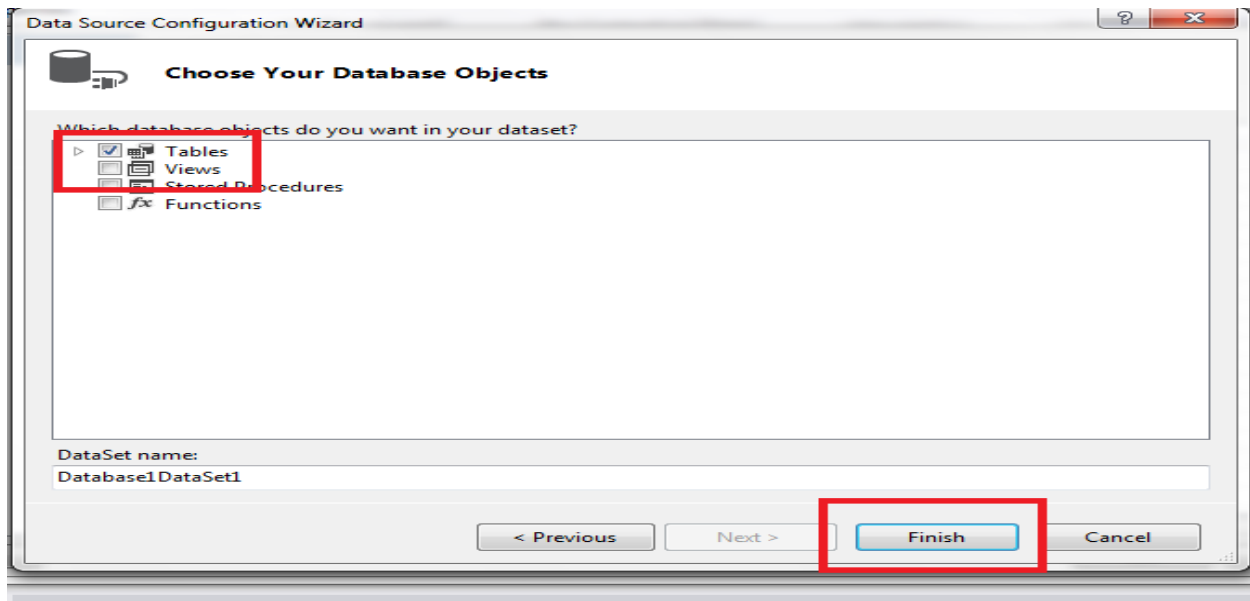 Data Source Configuration Wizard
Choose Your Database Objects
Which database objects do you want in your dataset?
Tables
Views
Stored Procedures
fx Functions
DataSet name:
Database1DataSet1
< Previous Next > Finish Cancel